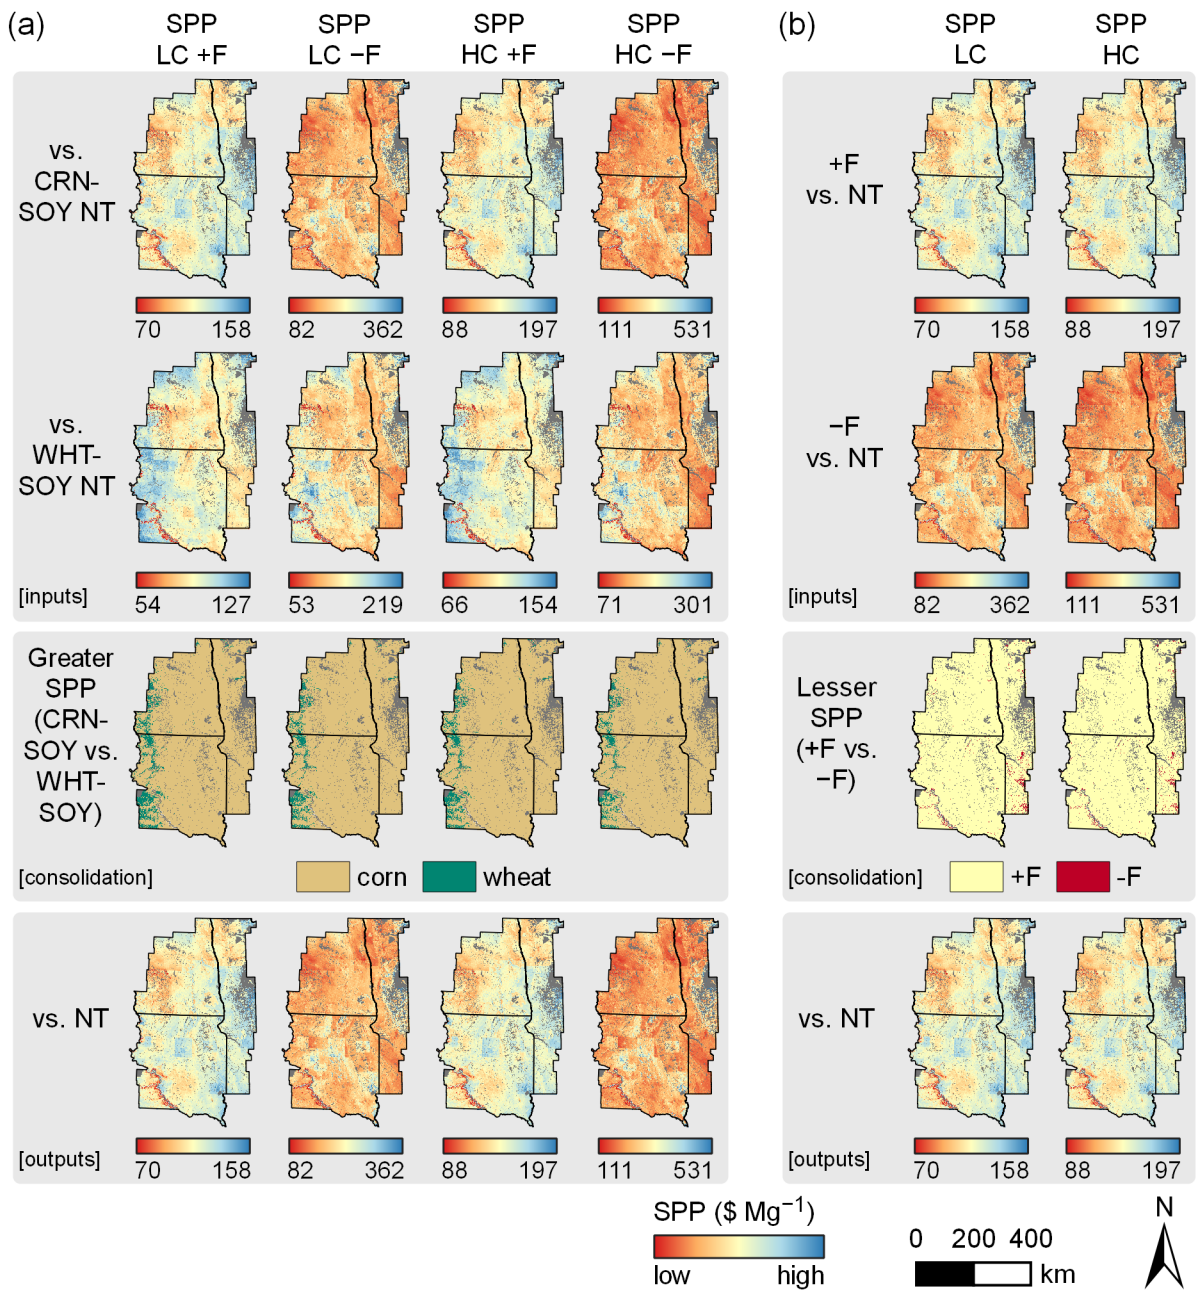 (a)
SPP
LC +F
SPP
LC −F
SPP
HC +F
SPP
HC −F
vs.
CRN-
SOY NT
70 158
82 362
88 197
111 531
vs.
WHT-
SOY NT
[inputs]
54 127
53 219
66 154
71 301
Greater
SPP
(CRN-
SOY vs.
WHT-
SOY)
[consolidation]
corn
wheat
vs. NT
[outputs]
70 158
82 362
88 197
111 531
(b)
SPP
LC
SPP
HC
+F
vs. NT
70 158
88 197
−F
vs. NT
[inputs]
82 362
111 531
Lesser
SPP
(+F vs.
−F)
[consolidation]
+F
-F
vs. NT
[outputs]
70 158
88 197
SPP ($ Mg⁻¹)
low high
0 200 400
km
N